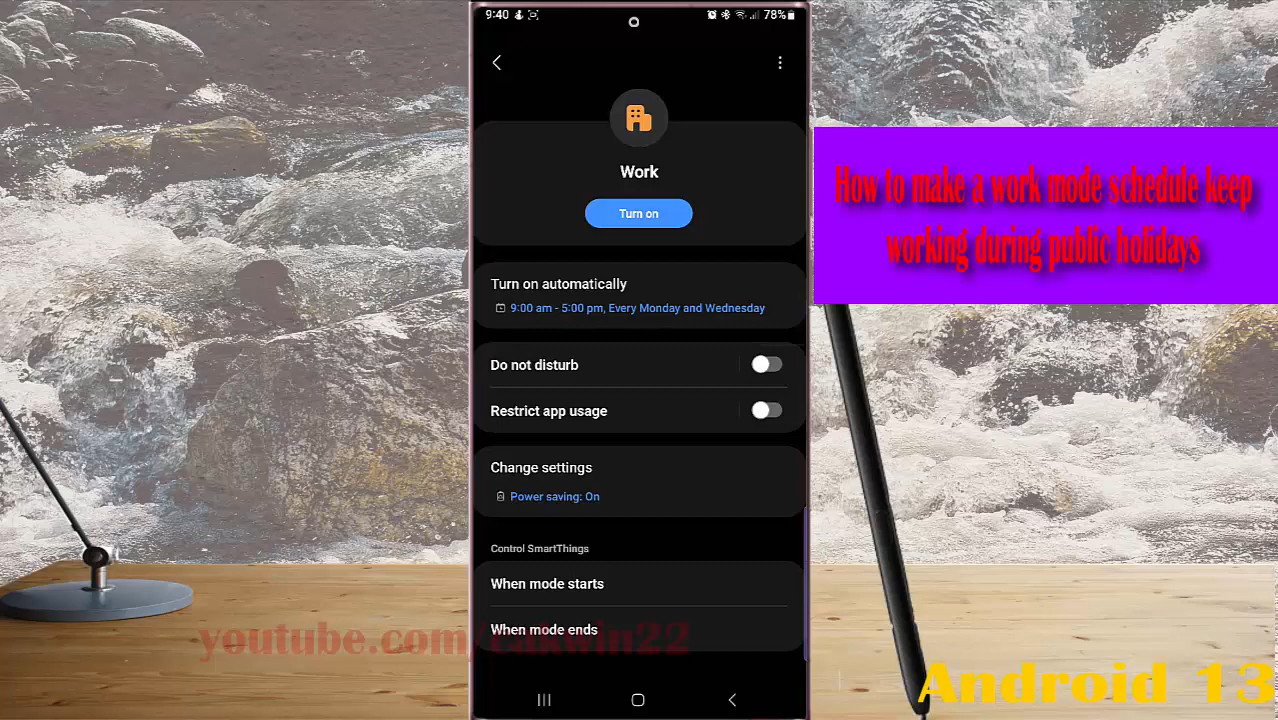 9:40
78%
Work
Turn on
Turn on automatically
9:00 am - 5:00 pm, Every Monday and Wednesday
Do not disturb
Restrict app usage
Change settings
Power saving: On
Control SmartThings
When mode starts
When mode ends
How to make a work mode schedule keep
working during public holidays
youtube.com/cakwin22
Android 13